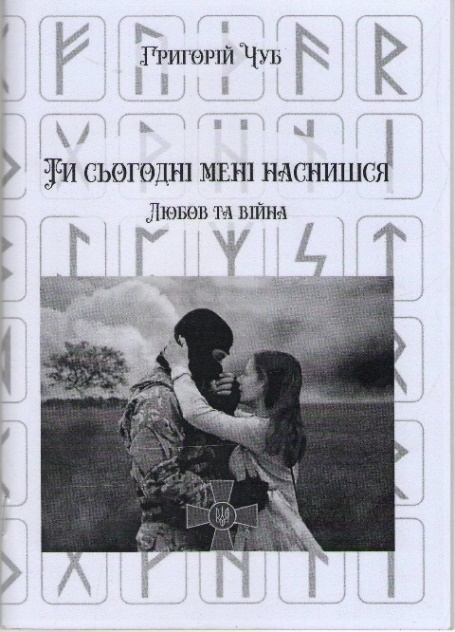 Григорій Чуб
Ти сьогодні мені наснишся
Любов та війна